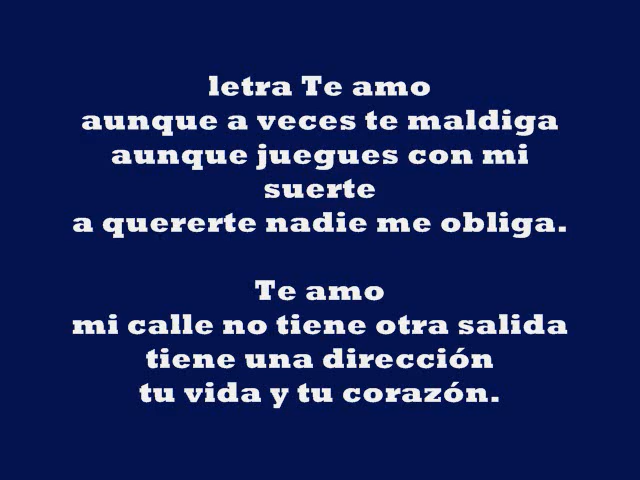 letra Te amo
aunque a veces te maldiga
aunque juegues con mi
suerte
a quererte nadie me obliga.
Te amo
mi calle no tiene otra salida
tiene una dirección
tu vida y tu corazón.